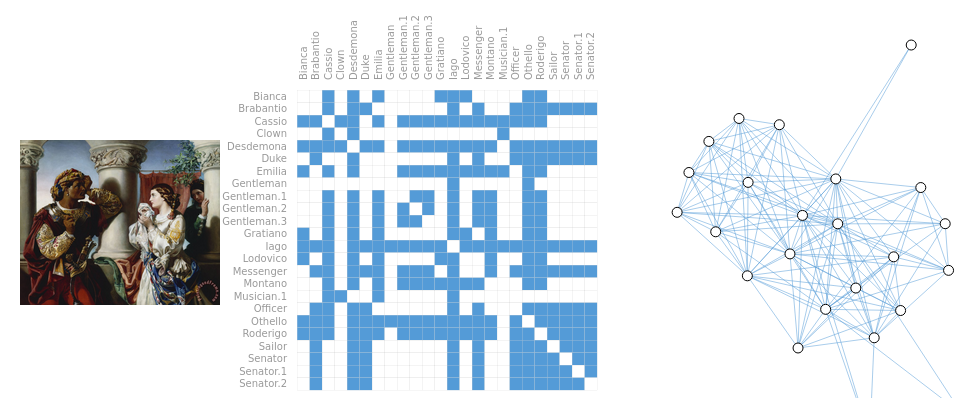 Bianca
Brabantio
Cassio
Clown
Desdemona
Duke
Emilia
Gentleman
Gentleman.1
Gentleman.2
Gentleman.3
Gratiano
Iago
Lodovico
Messenger
Montano
Musician.1
Officer
Othello
Roderigo
Sailor
Senator
Senator.1
Senator.2
Bianca
Brabantio
Cassio
Clown
Desdemona
Duke
Emilia
Gentleman
Gentleman.1
Gentleman.2
Gentleman.3
Gratiano
Iago
Lodovico
Messenger
Montano
Musician.1
Officer
Othello
Roderigo
Sailor
Senator
Senator.1
Senator.2